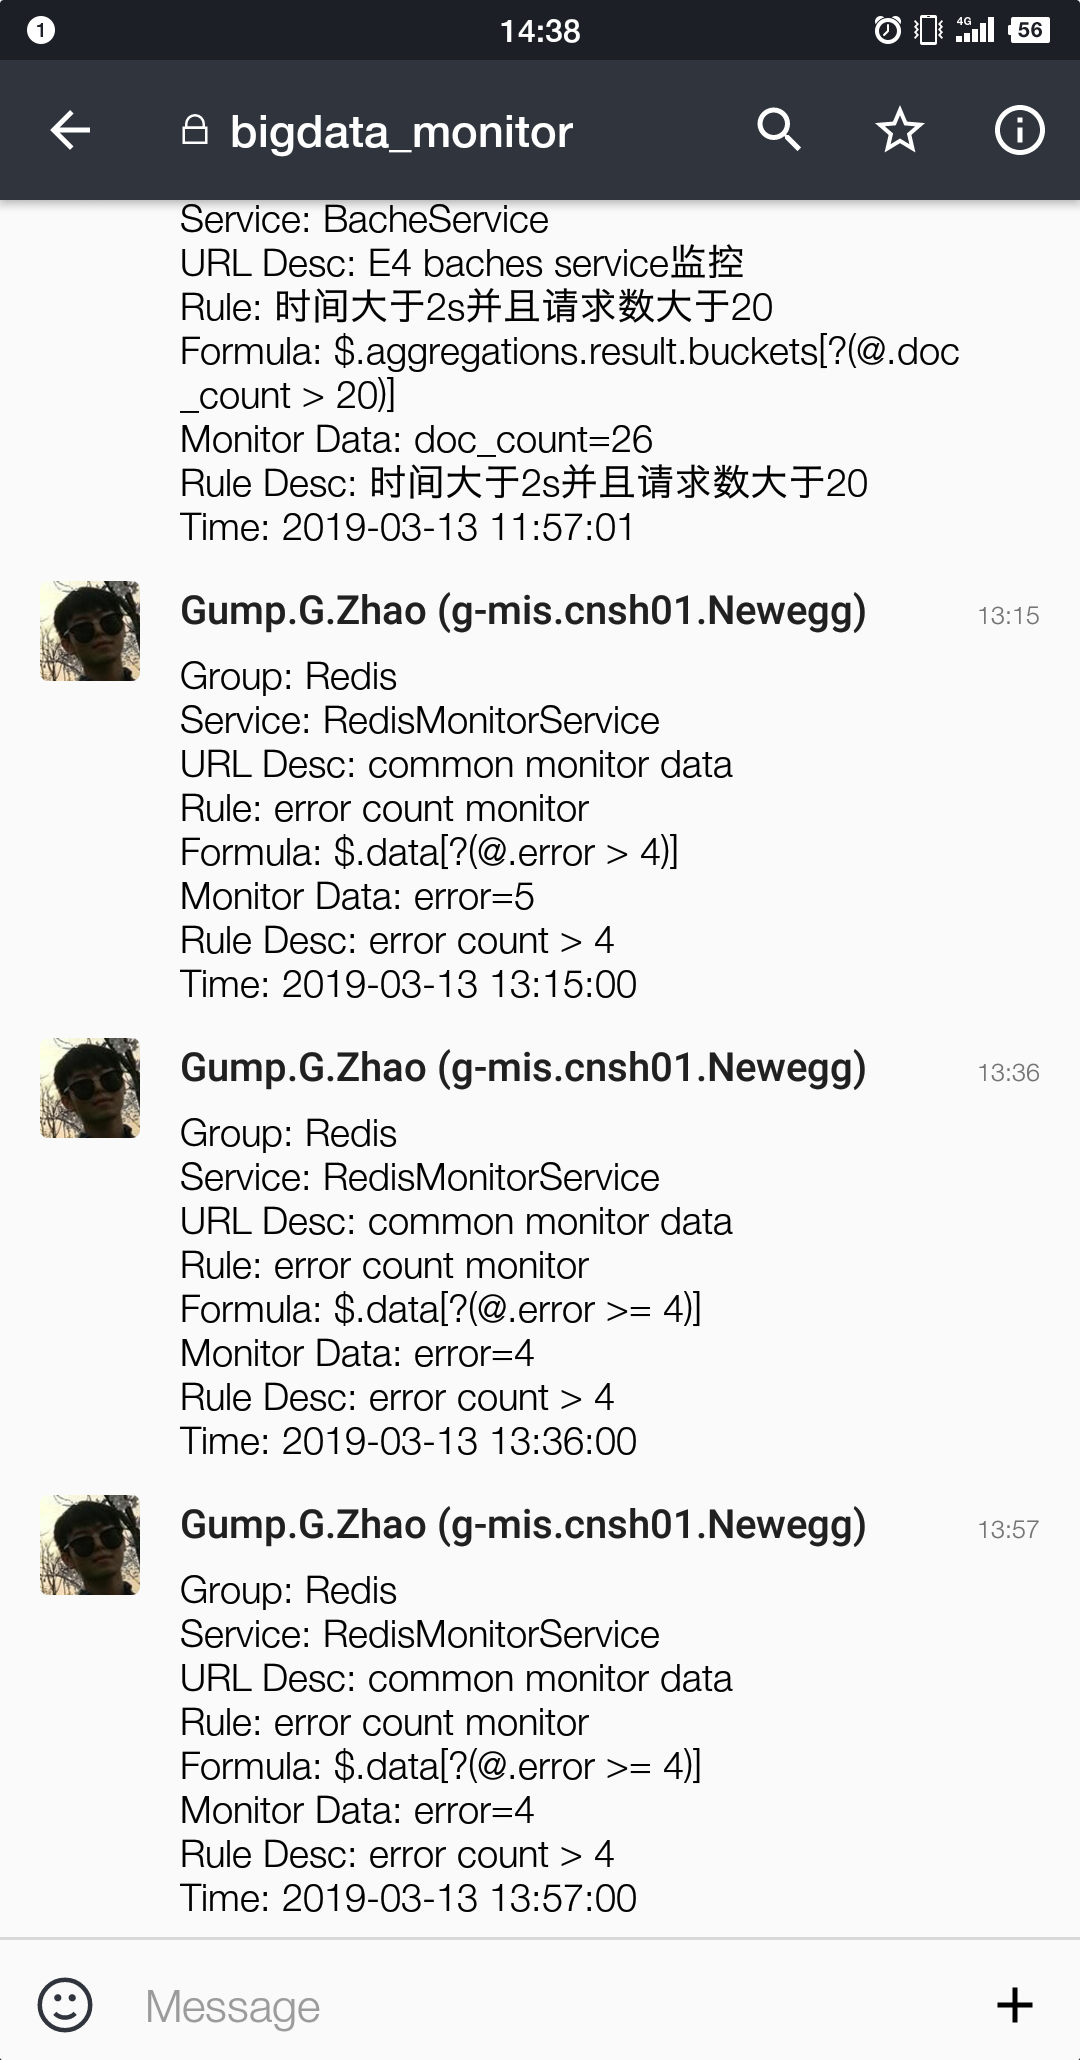 1
14:38
4G
56
bigdata_monitor
Service: BacheService
URL Desc: E4 baches service监控
Rule: 时间大于2s并且请求数大于20
Formula: $.aggregations.result.buckets[?(@.doc
_count > 20)]
Monitor Data: doc_count=26
Rule Desc: 时间大于2s并且请求数大于20
Time: 2019-03-13 11:57:01
Gump.G.Zhao (g-mis.cnsh01.Newegg)
13:15
Group: Redis
Service: RedisMonitorService
URL Desc: common monitor data
Rule: error count monitor
Formula: $.data[?(@.error > 4)]
Monitor Data: error=5
Rule Desc: error count > 4
Time: 2019-03-13 13:15:00
Gump.G.Zhao (g-mis.cnsh01.Newegg)
13:36
Group: Redis
Service: RedisMonitorService
URL Desc: common monitor data
Rule: error count monitor
Formula: $.data[?(@.error >= 4)]
Monitor Data: error=4
Rule Desc: error count > 4
Time: 2019-03-13 13:36:00
Gump.G.Zhao (g-mis.cnsh01.Newegg)
13:57
Group: Redis
Service: RedisMonitorService
URL Desc: common monitor data
Rule: error count monitor
Formula: $.data[?(@.error >= 4)]
Monitor Data: error=4
Rule Desc: error count > 4
Time: 2019-03-13 13:57:00
Message